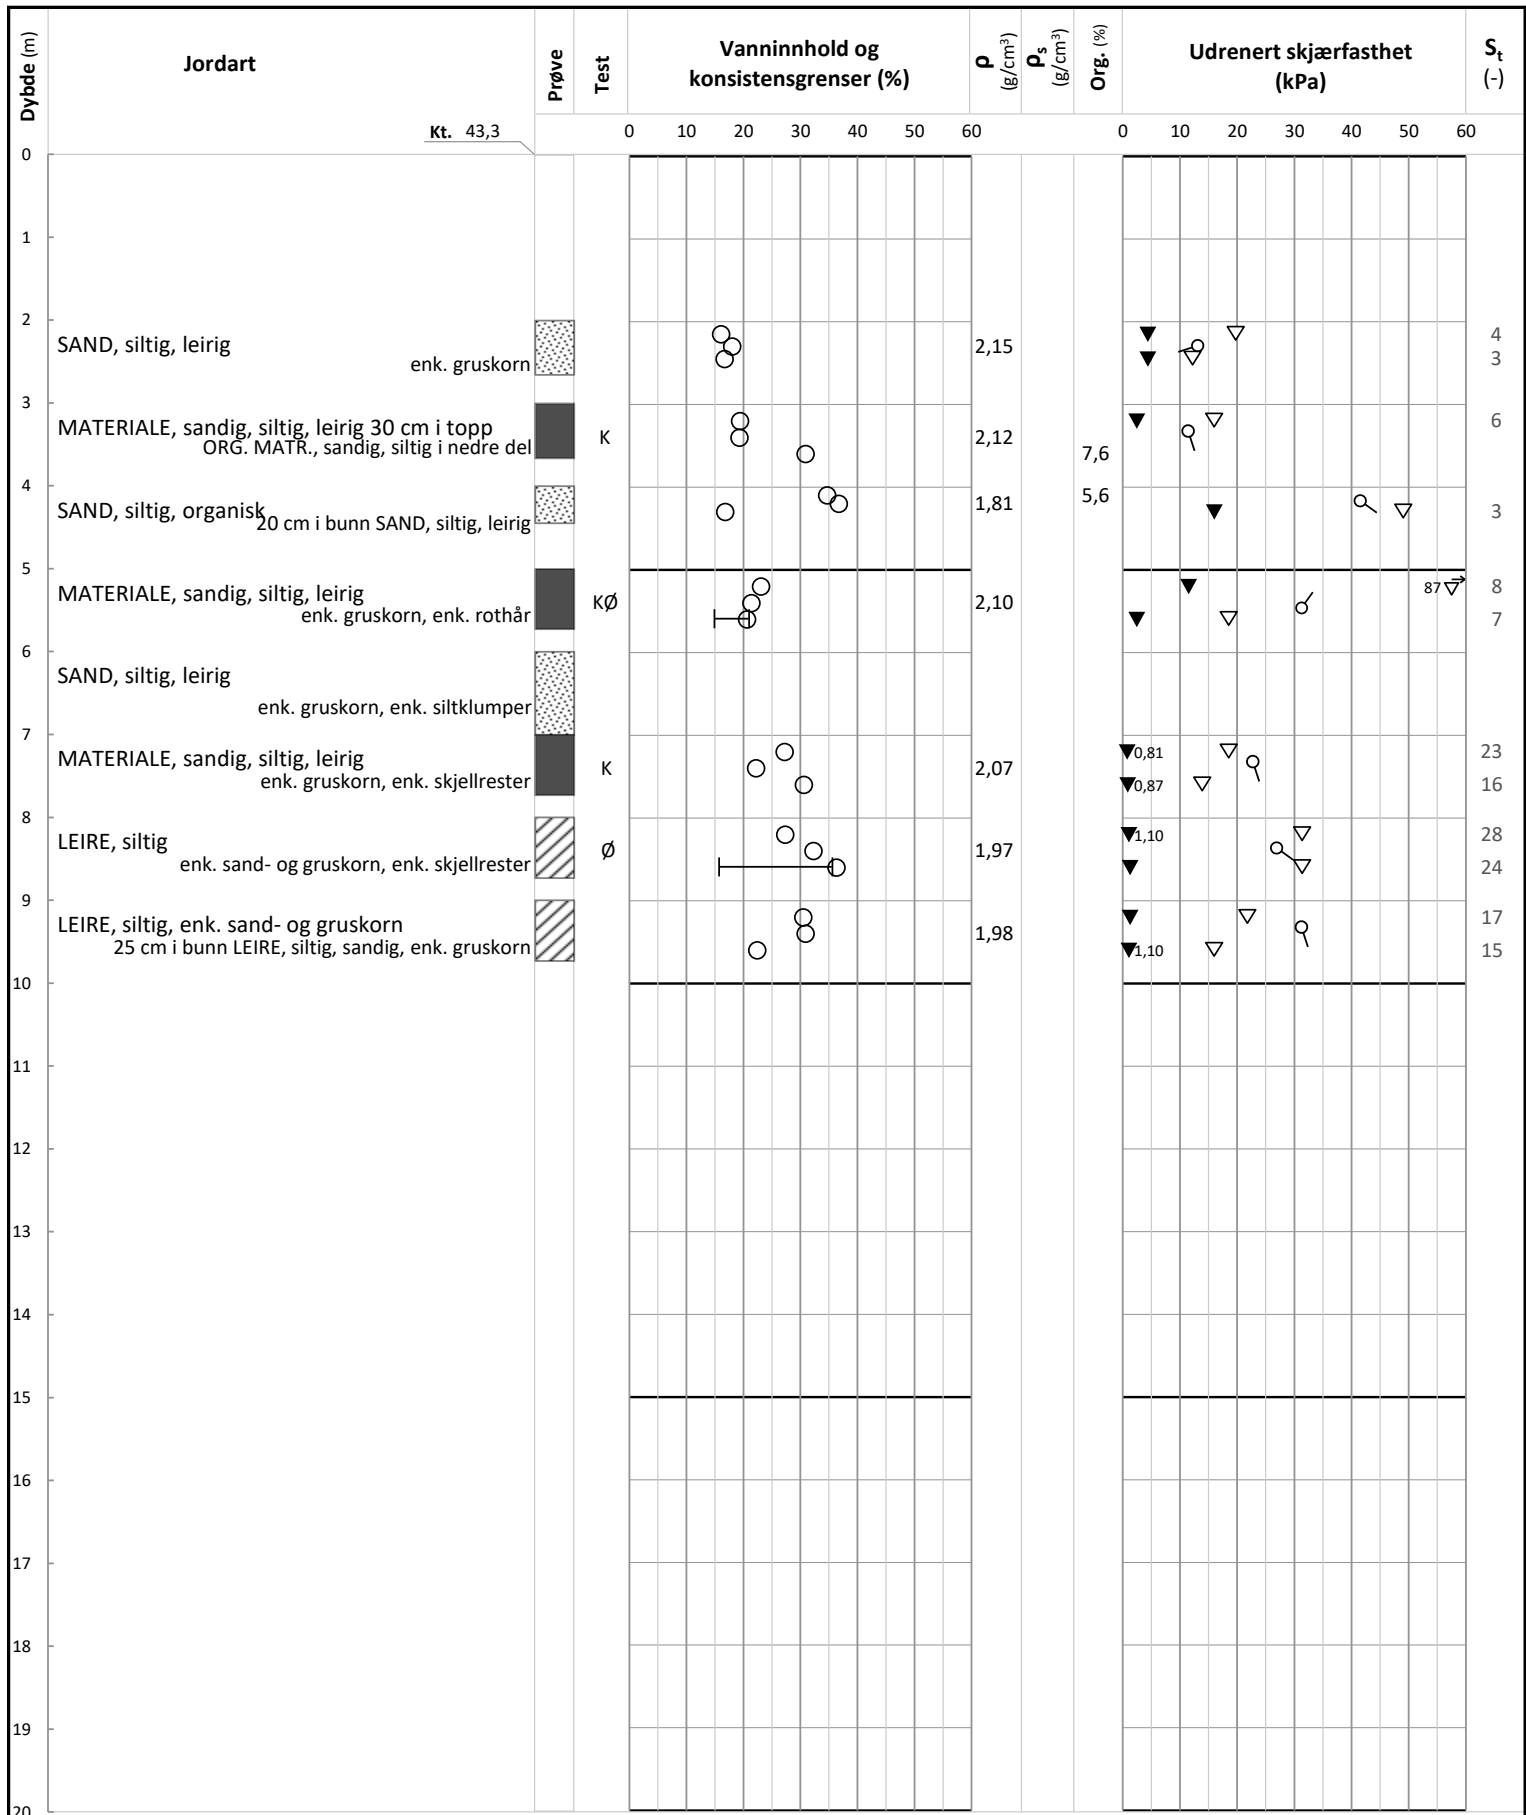 Dybde (m)
Jordart
Prøve
Test
Vanninnhold og
konsistensgrenser (%)
ρ
(g/cm³)
ρs
(g/cm³)
Org. (%)
Udrenert skjærfasthet
(kPa)
St
(-)
Kt. 43,3
0 10 20 30 40 50 60
0 10 20 30 40 50 60
0
1
2
SAND, siltig, leirig
enk. gruskorn
2,15
4
3
3
MATERIALE, sandig, siltig, leirig 30 cm i topp
ORG. MATR., sandig, siltig i nedre del
K
2,12
7,6
6
4
SAND, siltig, organisk
20 cm i bunn SAND, siltig, leirig
1,81
5,6
3
5
MATERIALE, sandig, siltig, leirig
enk. gruskorn, enk. rothår
KØ
2,10
87
8
7
6
SAND, siltig, leirig
enk. gruskorn, enk. siltklumper
7
MATERIALE, sandig, siltig, leirig
enk. gruskorn, enk. skjellrester
K
2,07
0,81
23
0,87
16
8
LEIRE, siltig
enk. sand- og gruskorn, enk. skjellrester
Ø
1,97
1,10
28
24
9
LEIRE, siltig, enk. sand- og gruskorn
25 cm i bunn LEIRE, siltig, sandig, enk. gruskorn
1,98
17
1,10
15
10
11
12
13
14
15
16
17
18
19
20